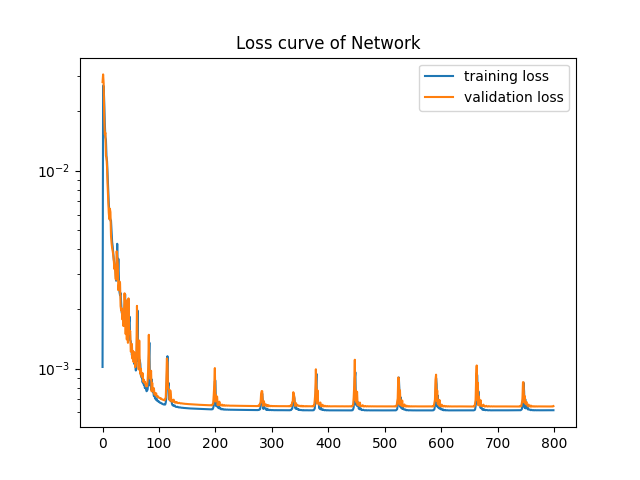 Loss curve of Network
training loss
validation loss
10⁻²
10⁻³
0 100 200 300 400 500 600 700 800